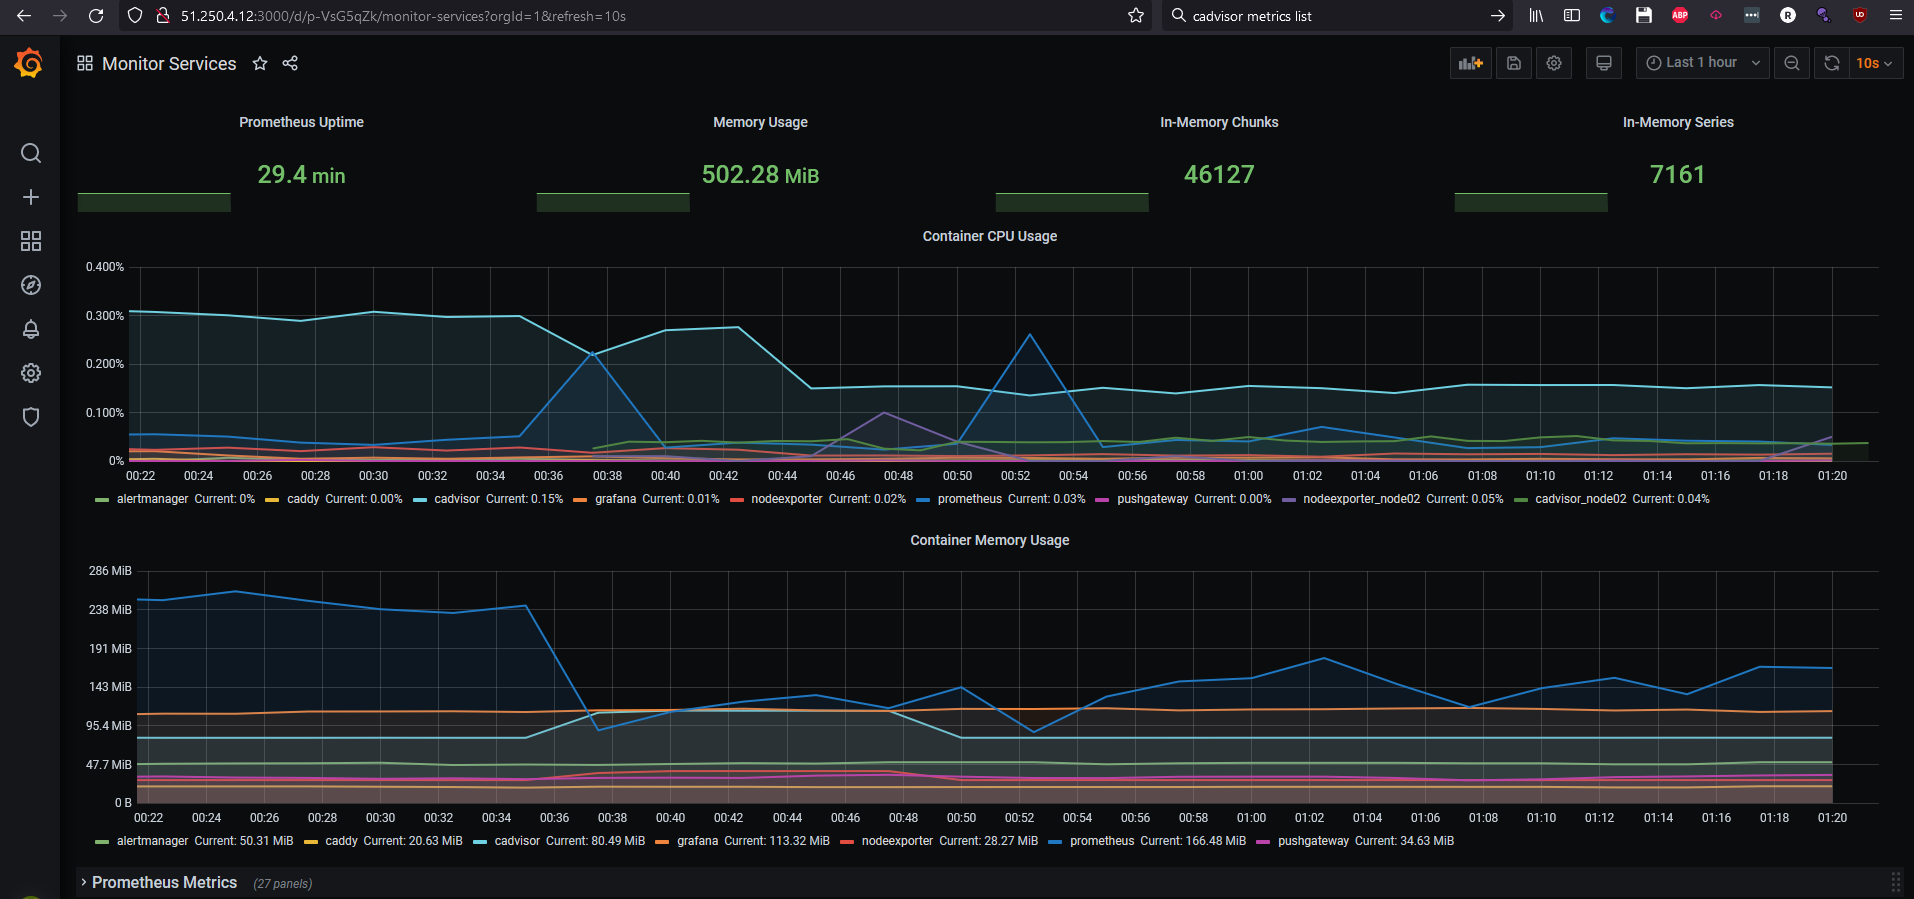 51.250.4.12:3000/d/p-VsG5qZk/monitor-services?orgId=1&refresh=10s
cadvisor metrics list
ABP
R
Monitor Services
Last 1 hour
10s
Prometheus Uptime
Memory Usage
In-Memory Chunks
In-Memory Series
29.4 min
502.28 MiB
46127
7161
Container CPU Usage
0.400%
0.300%
0.200%
0.100%
0%
00:22 00:24 00:26 00:28 00:30 00:32 00:34 00:36 00:38 00:40 00:42 00:44 00:46 00:48 00:50 00:52 00:54 00:56 00:58 01:00 01:02 01:04 01:06 01:08 01:10 01:12 01:14 01:16 01:18 01:20
alertmanager Current: 0% caddy Current: 0.00% cadvisor Current: 0.15% grafana Current: 0.01% nodeexporter Current: 0.02% prometheus Current: 0.03% pushgateway Current: 0.00% nodeexporter_node02 Current: 0.05% cadvisor_node02 Current: 0.04%
Container Memory Usage
286 MiB
238 MiB
191 MiB
143 MiB
95.4 MiB
47.7 MiB
0 B
00:22 00:24 00:26 00:28 00:30 00:32 00:34 00:36 00:38 00:40 00:42 00:44 00:46 00:48 00:50 00:52 00:54 00:56 00:58 01:00 01:02 01:04 01:06 01:08 01:10 01:12 01:14 01:16 01:18 01:20
alertmanager Current: 50.31 MiB caddy Current: 20.63 MiB cadvisor Current: 80.49 MiB grafana Current: 113.32 MiB nodeexporter Current: 28.27 MiB prometheus Current: 166.48 MiB pushgateway Current: 34.63 MiB
Prometheus Metrics (27 panels)